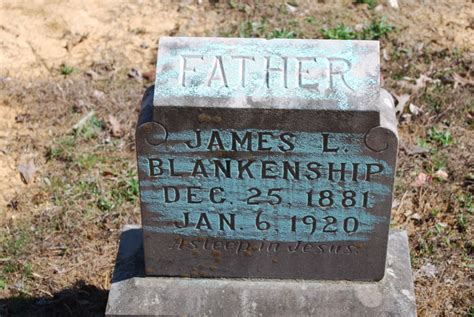 FATHER
JAMES L.
BLANKENSHIP
DEC. 25, 1881
JAN. 6, 1920
Asleep in Jesus.